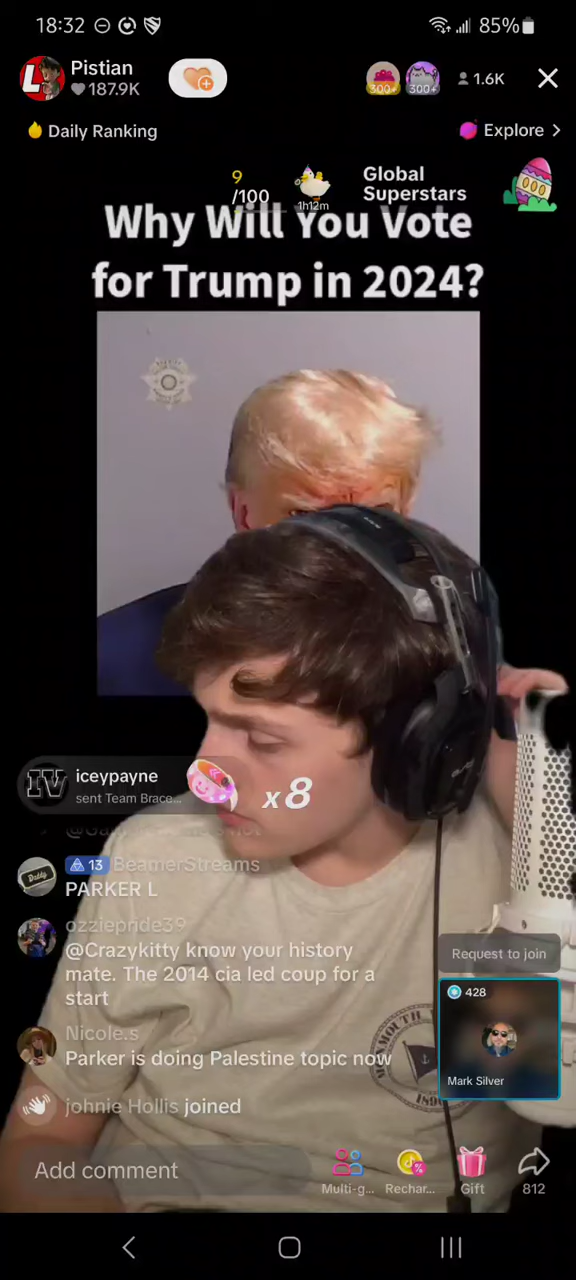 18:32
85%
Pistian
187.9K
300+
300+
1.6K
Daily Ranking
Explore >
9
/100
1h12m
Global
Superstars
Why Will You Vote
for Trump in 2024?
iceypayne
sent Team Brace...
x8
13 BeamerStreams
PARKER L
ozziepride39
@Crazykitty know your history
mate. The 2014 cia led coup for a
start
Nicole.s
Parker is doing Palestine topic now
johnie Hollis joined
Request to join
428
Mark Silver
Add comment
Multi-g...
Rechar...
Gift
812